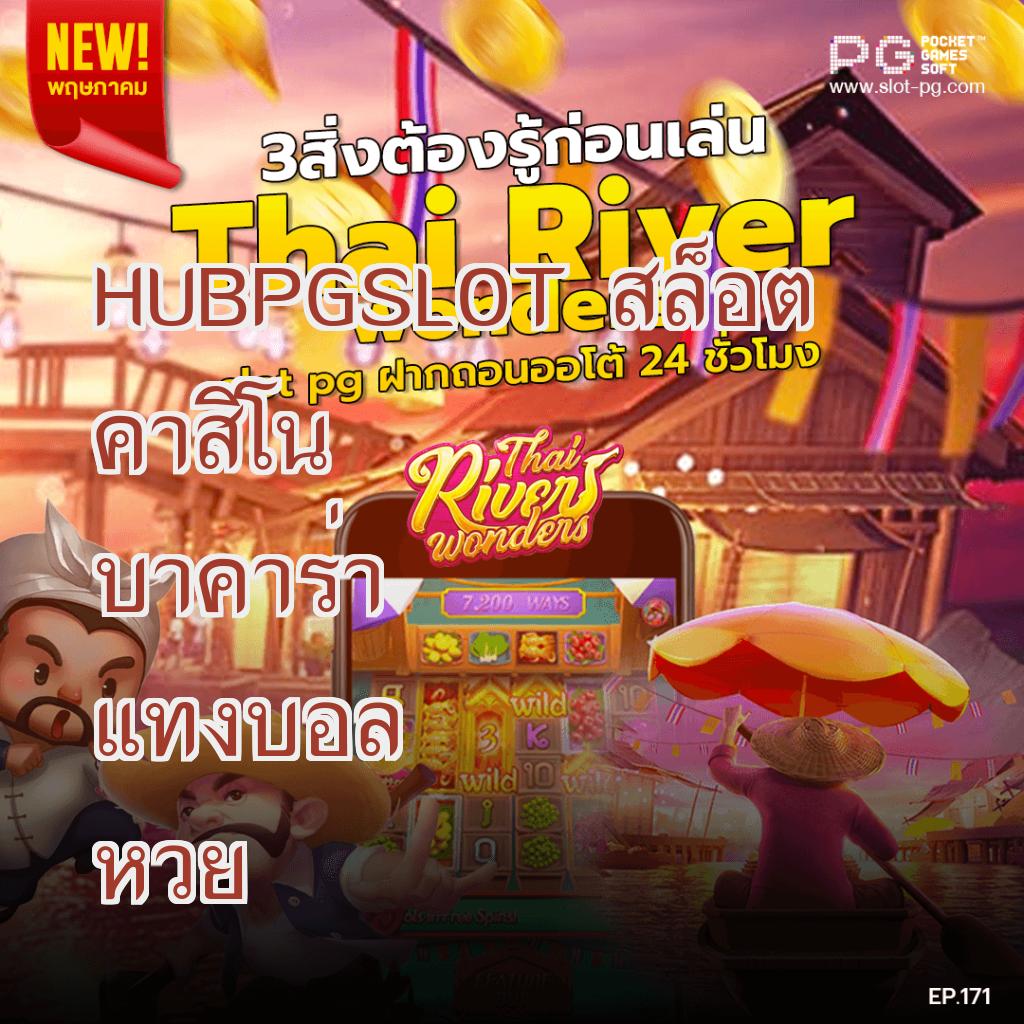 NEW!
พฤษภาคม
PG POCKET GAMES SOFT™
www.slot-pg.com
3สิ่งต้องรู้ก่อนเล่น
Thai River
HUBPGSLOT สล็อต
slot pg ฝากถอนออโต้ 24 ชั่วโมง
คาสิโน
Thai
River
wonders
บาคาร่า
7,200 WAYS
wild
แทงบอล
3 K
wild 10 wild
หวย
EP.171